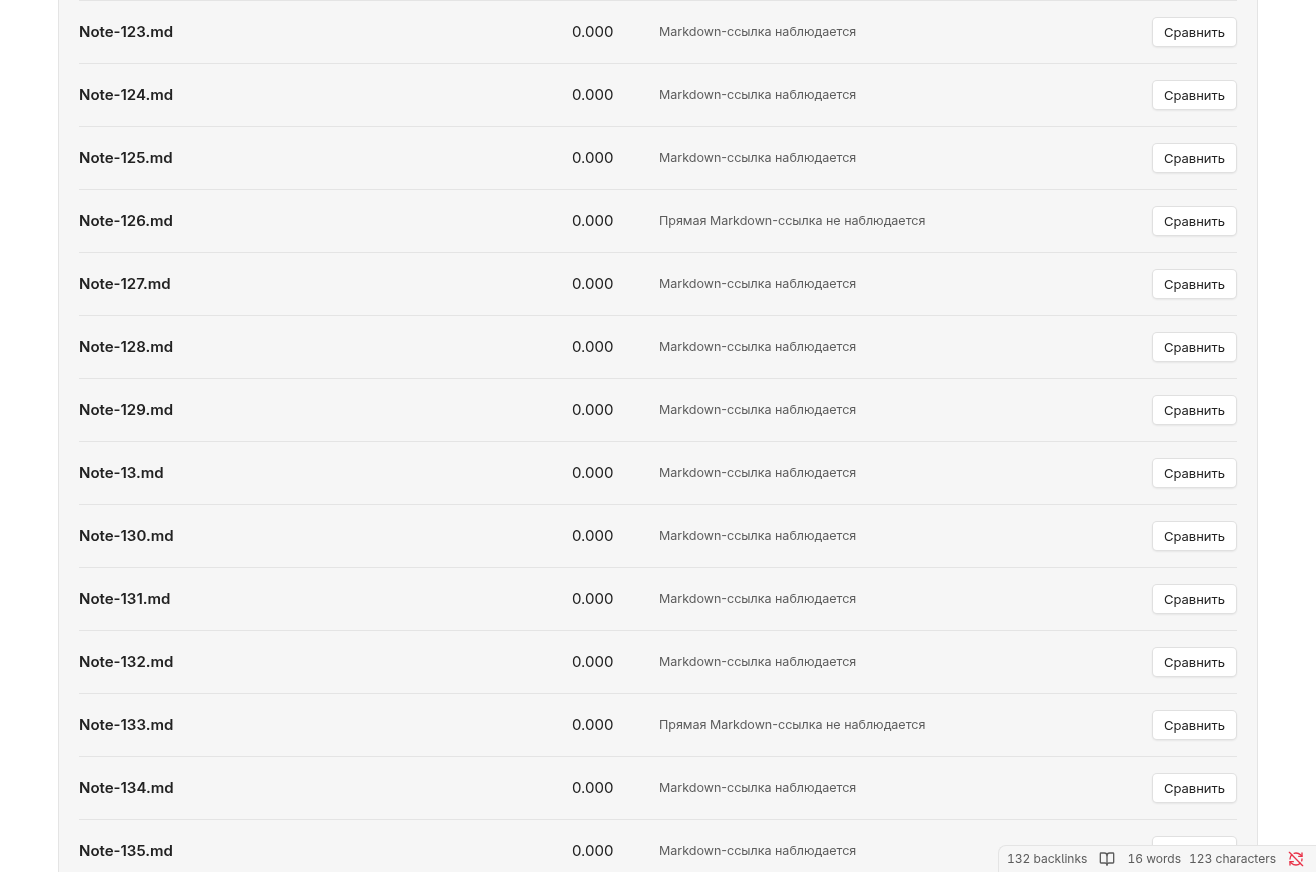 Note-123.md 0.000 Markdown-ссылка наблюдается Сравнить
Note-124.md 0.000 Markdown-ссылка наблюдается Сравнить
Note-125.md 0.000 Markdown-ссылка наблюдается Сравнить
Note-126.md 0.000 Прямая Markdown-ссылка не наблюдается Сравнить
Note-127.md 0.000 Markdown-ссылка наблюдается Сравнить
Note-128.md 0.000 Markdown-ссылка наблюдается Сравнить
Note-129.md 0.000 Markdown-ссылка наблюдается Сравнить
Note-13.md 0.000 Markdown-ссылка наблюдается Сравнить
Note-130.md 0.000 Markdown-ссылка наблюдается Сравнить
Note-131.md 0.000 Markdown-ссылка наблюдается Сравнить
Note-132.md 0.000 Markdown-ссылка наблюдается Сравнить
Note-133.md 0.000 Прямая Markdown-ссылка не наблюдается Сравнить
Note-134.md 0.000 Markdown-ссылка наблюдается Сравнить
Note-135.md 0.000 Markdown-ссылка наблюдается
132 backlinks 16 words 123 characters